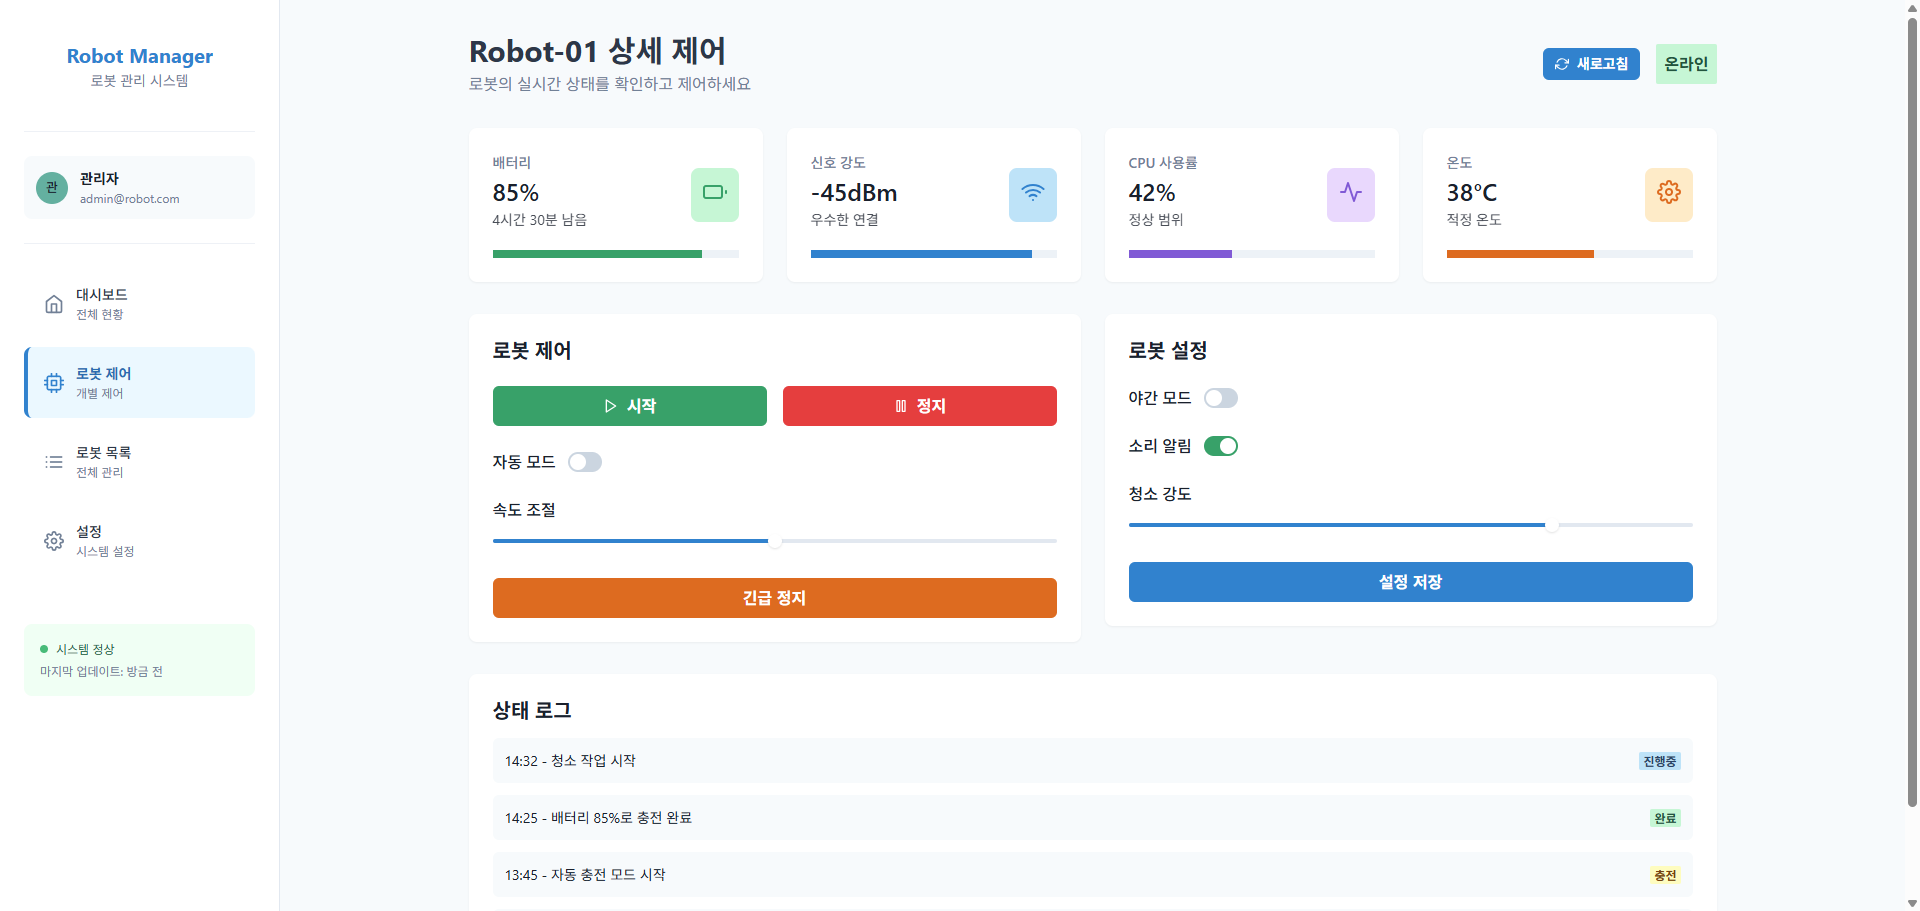 Robot Manager
로봇 관리 시스템
관
관리자
admin@robot.com
대시보드
전체 현황
로봇 제어
개별 제어
로봇 목록
전체 관리
설정
시스템 설정
시스템 정상
마지막 업데이트: 방금 전
Robot-01 상세 제어
로봇의 실시간 상태를 확인하고 제어하세요
새로고침
온라인
배터리
85%
4시간 30분 남음
신호 강도
-45dBm
우수한 연결
CPU 사용률
42%
정상 범위
온도
38°C
적정 온도
로봇 제어
시작
정지
자동 모드
속도 조절
긴급 정지
로봇 설정
야간 모드
소리 알림
청소 강도
설정 저장
상태 로그
14:32 - 청소 작업 시작
진행중
14:25 - 배터리 85%로 충전 완료
완료
13:45 - 자동 충전 모드 시작
충전